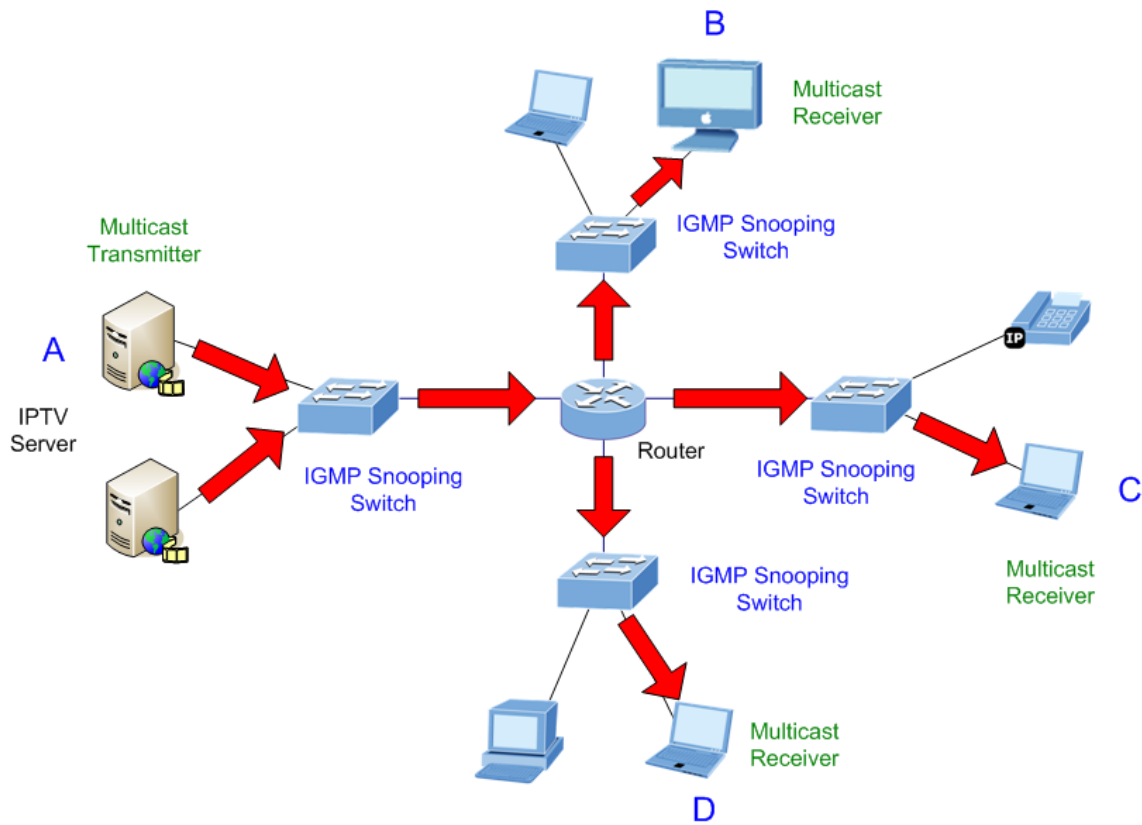 B
Multicast
Receiver
IGMP Snooping
Switch
Multicast
Transmitter
A
IPTV
Server
IGMP Snooping
Switch
Router
IP
IGMP Snooping
Switch
C
Multicast
Receiver
IGMP Snooping
Switch
Multicast
Receiver
D